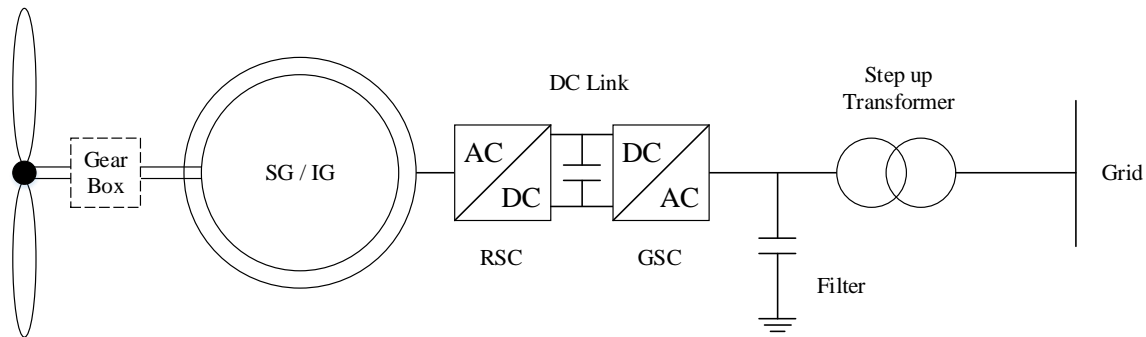 Gear
Box
SG / IG
AC
DC
RSC
DC Link
DC
AC
GSC
Filter
Step up
Transformer
Grid